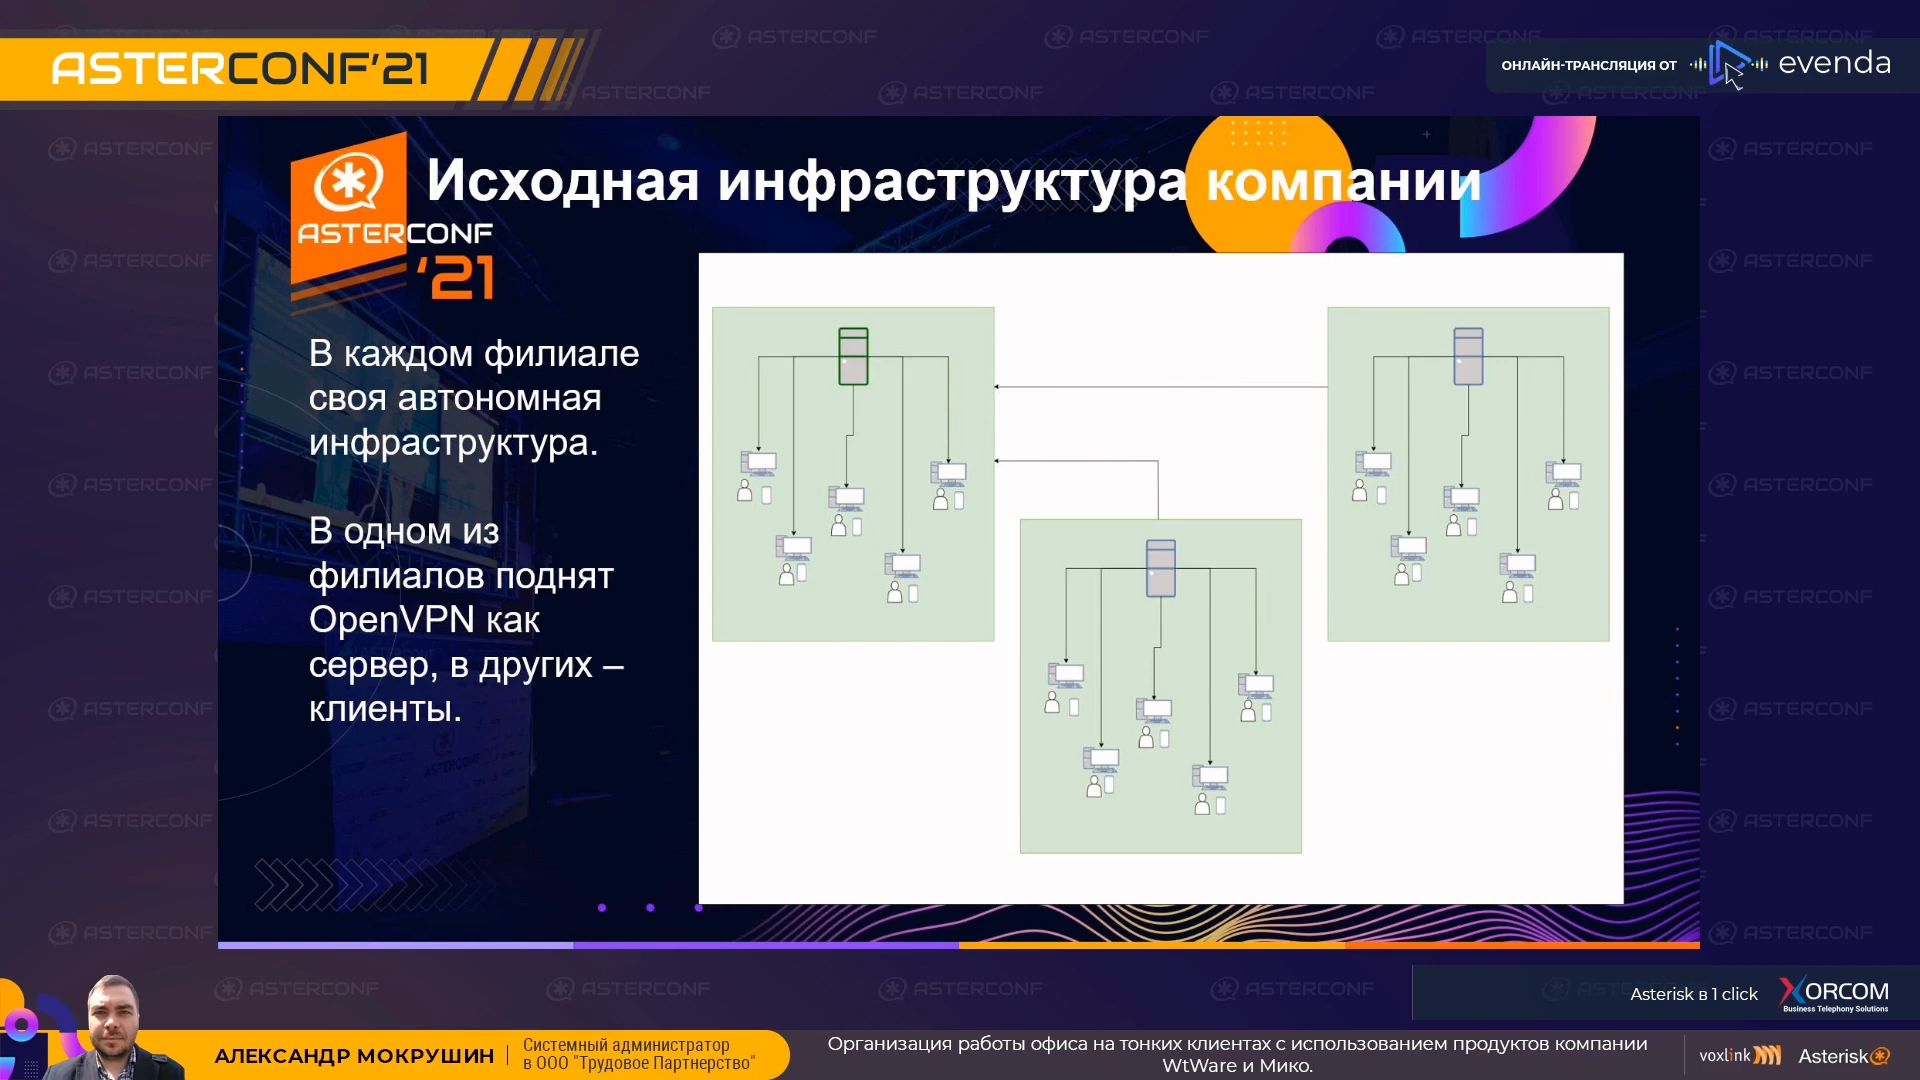 ASTERCONF'21
ОНЛАЙН-ТРАНСЛЯЦИЯ ОТ
evenda
Исходная инфраструктура компании
ASTERCONF
'21
В каждом филиале
своя автономная
инфраструктура.
В одном из
филиалов поднят
OpenVPN как
сервер, в других –
клиенты.
Asterisk в 1 click
XORCOM
Business Telephony Solutions
АЛЕКСАНДР МОКРУШИН
Системный администратор
в ООО "Трудовое Партнерство"
Организация работы офиса на тонких клиентах с использованием продуктов компании
WtWare и Мико.
voxlink
Asterisk